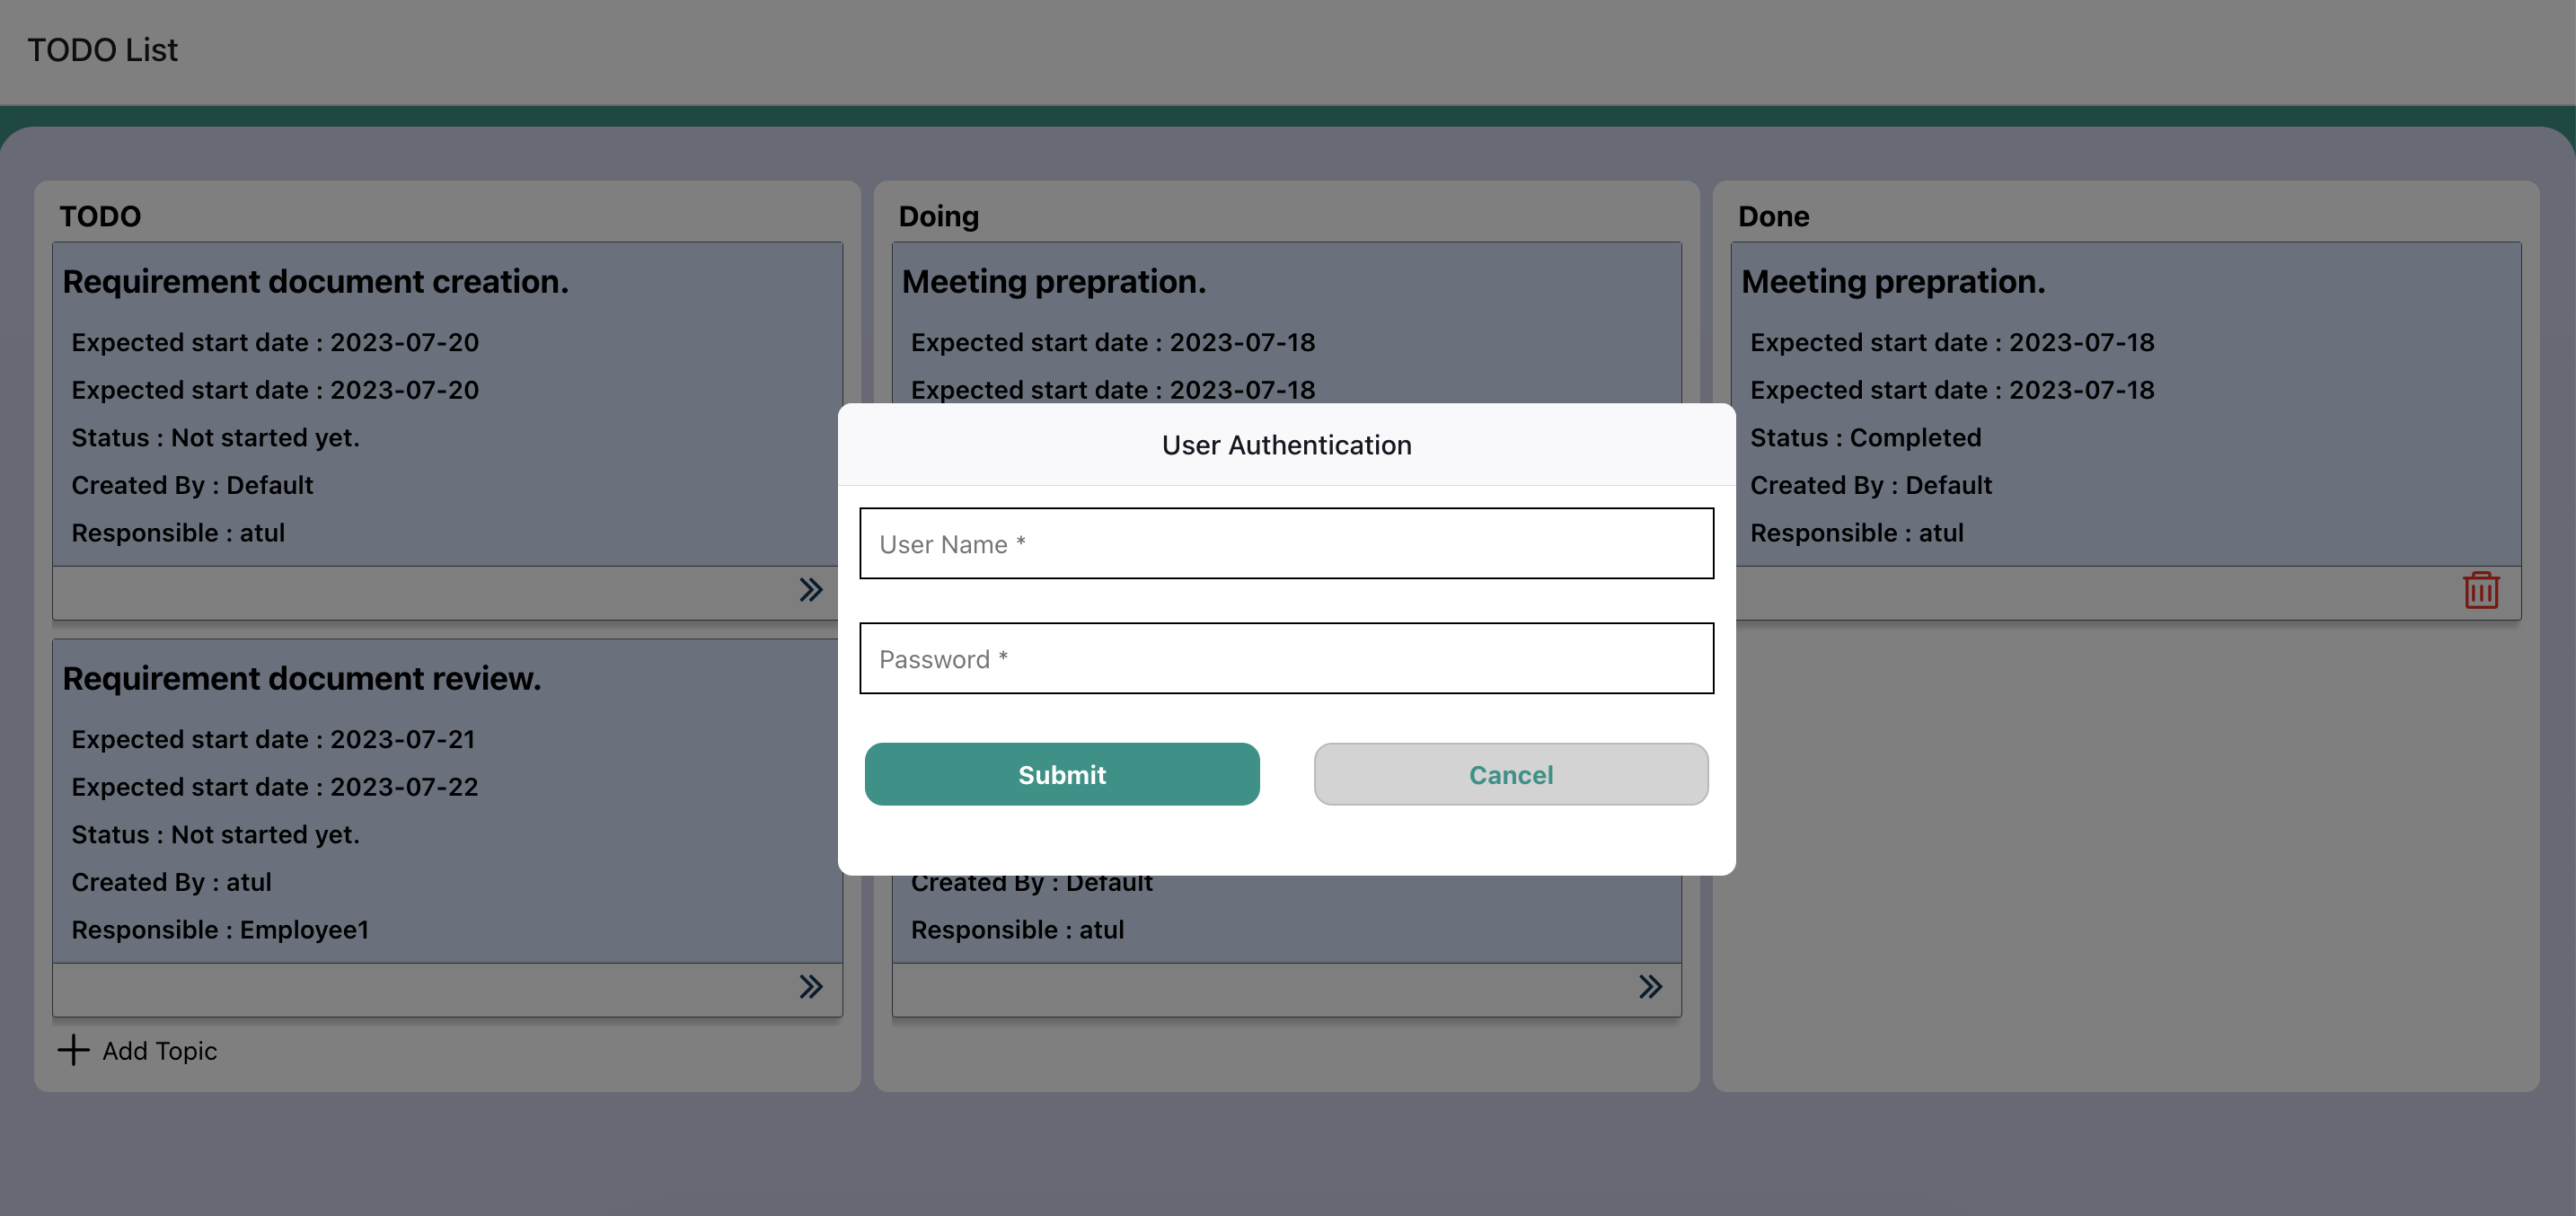 TODO List
TODO
Requirement document creation.
Expected start date : 2023-07-20
Expected start date : 2023-07-20
Status : Not started yet.
Created By : Default
Responsible : atul
Requirement document review.
Expected start date : 2023-07-21
Expected start date : 2023-07-22
Status : Not started yet.
Created By : atul
Responsible : Employee1
Add Topic
Doing
Meeting prepration.
Expected start date : 2023-07-18
Expected start date : 2023-07-18
Created By : Default
Responsible : atul
Done
Meeting prepration.
Expected start date : 2023-07-18
Expected start date : 2023-07-18
Status : Completed
Created By : Default
Responsible : atul
User Authentication
User Name *
Password *
Submit
Cancel